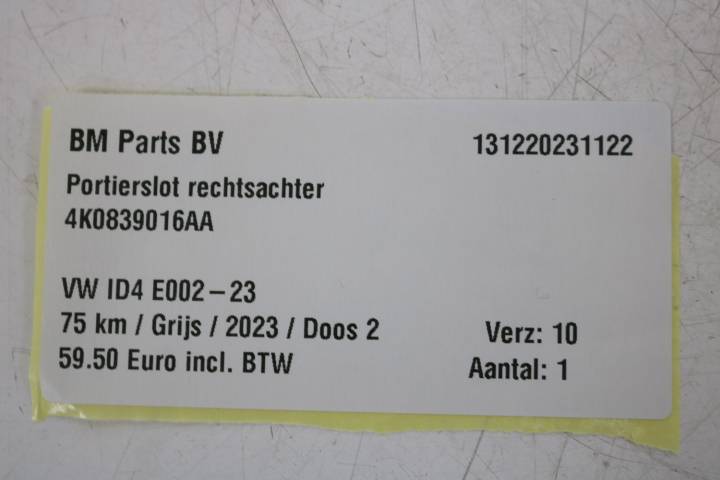 BM Parts BV 131220231122
Portierslot rechtsachter
4K0839016AA
VW ID4 E002-23
75 km / Grijs / 2023 / Doos 2 Verz: 10
59.50 Euro incl. BTW Aantal: 1